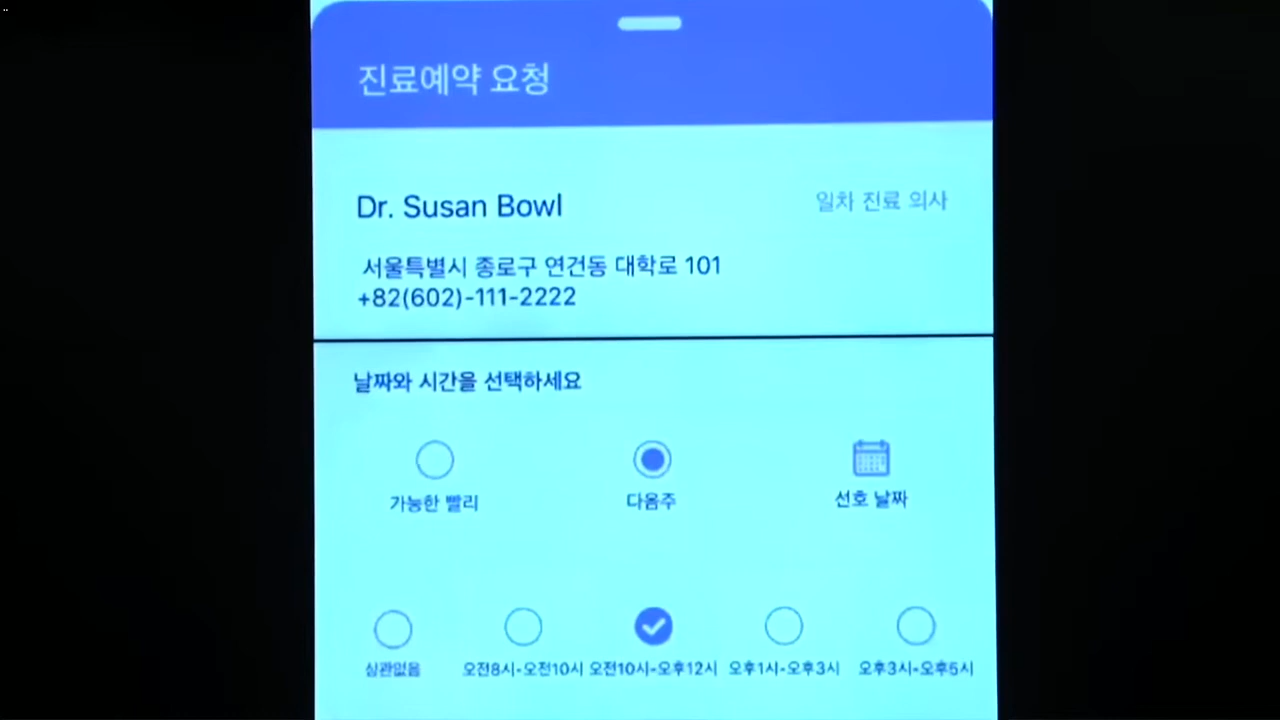 진료예약 요청
Dr. Susan Bowl
일차 진료 의사
서울특별시 종로구 연건동 대학로 101
+82(602)-111-2222
날짜와 시간을 선택하세요
가능한 빨리
다음주
선호 날짜
상관없음
오전8시-오전10시
오전10시-오후12시
오후1시-오후3시
오후3시-오후5시